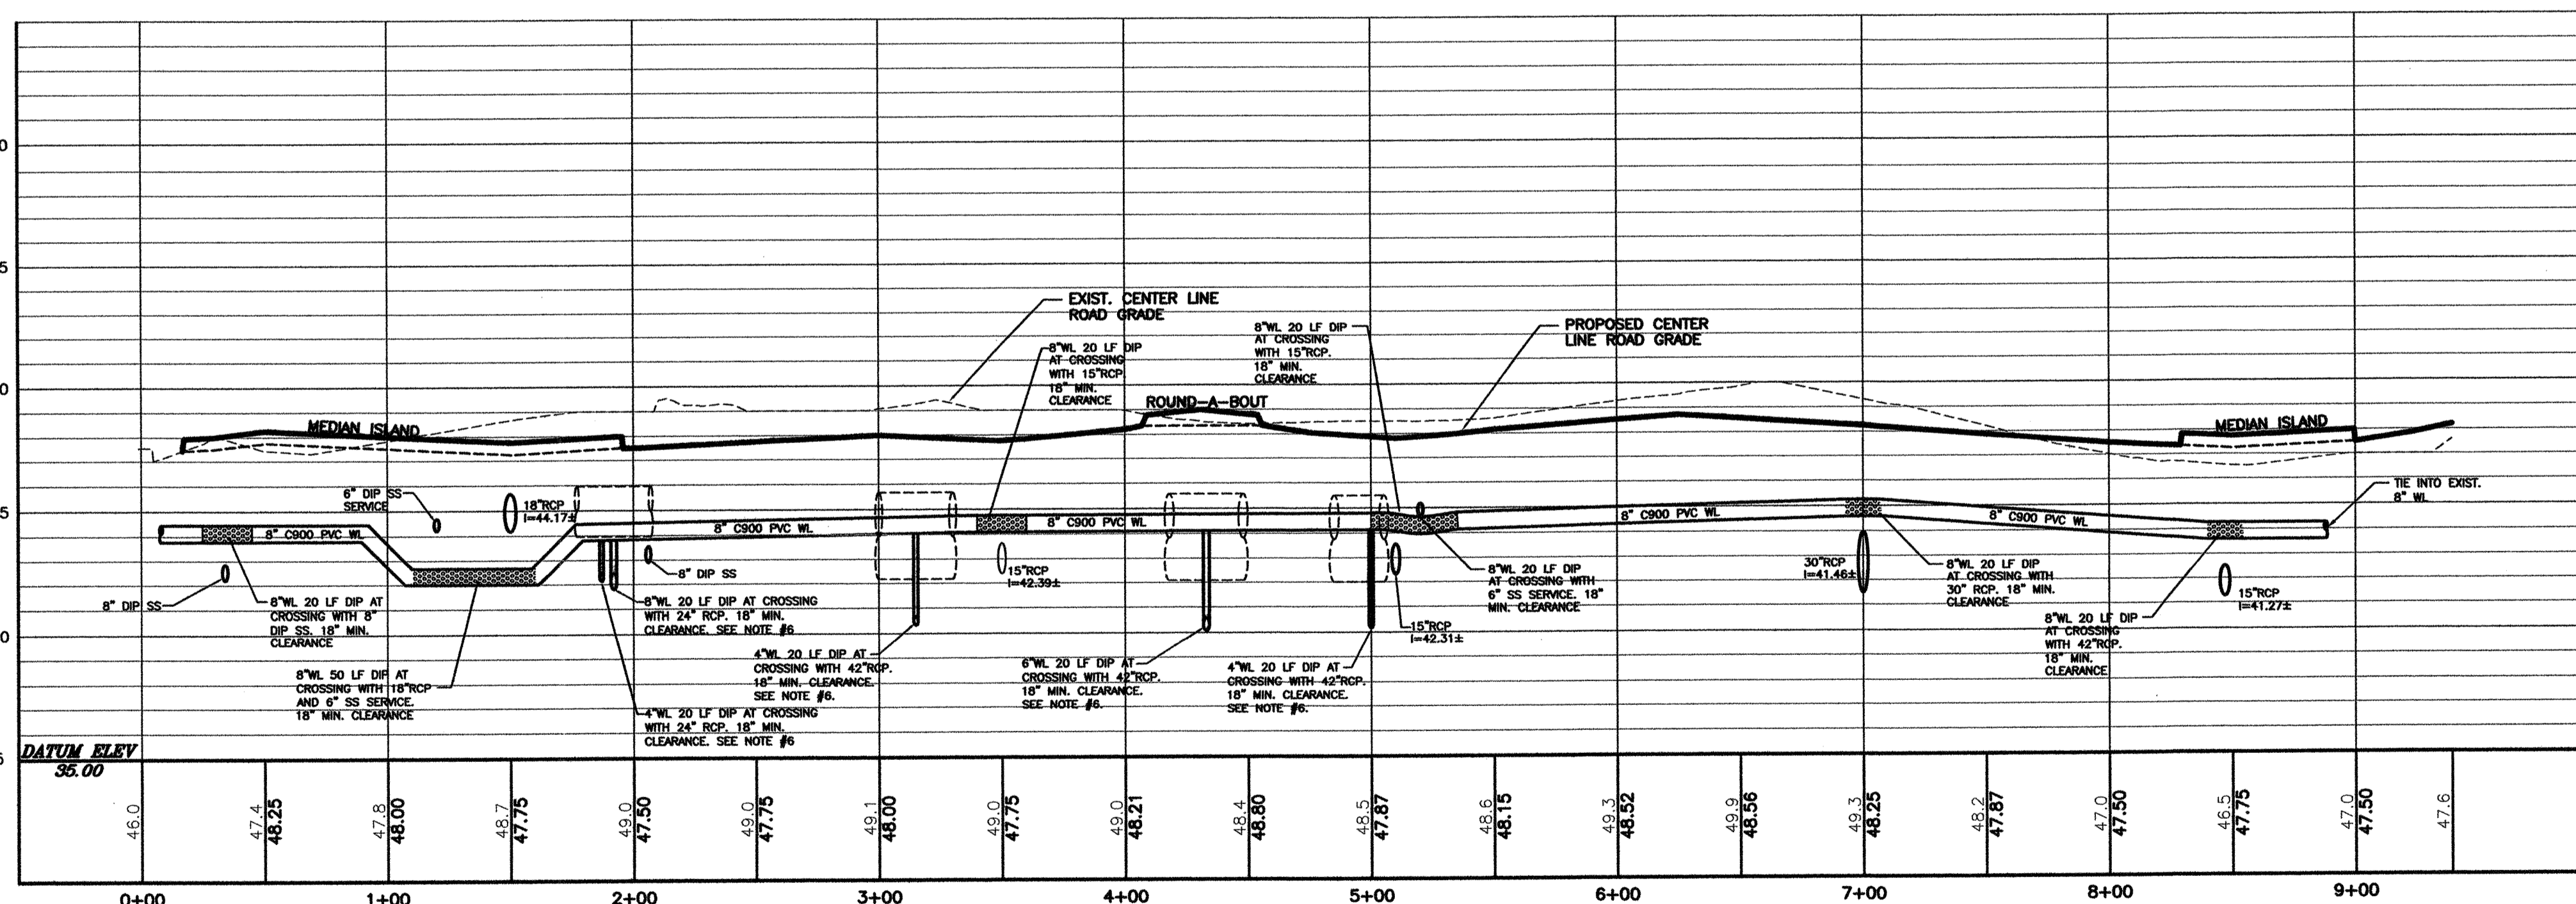 EXIST. CENTER LINE
ROAD GRADE
8"WL 20 LF DIP
AT CROSSING
WITH 15"RCP.
18" MIN.
CLEARANCE
8"WL 20 LF DIP
AT CROSSING
WITH 15"RCP.
18" MIN.
CLEARANCE
PROPOSED CENTER
LINE ROAD GRADE
ROUND-A-BOUT
MEDIAN ISLAND
MEDIAN ISLAND
0
5
0
5
0
5
6" DIP SS
SERVICE
18"RCP
I=44.17±
TIE INTO EXIST.
8" WL
8" C900 PVC WL
8" C900 PVC WL
8" C900 PVC WL
8" C900 PVC WL
8" C900 PVC WL
8" DIP SS
8"WL 20 LF DIP AT
CROSSING WITH 8"
DIP SS. 18" MIN.
CLEARANCE
8" DIP SS
8"WL 20 LF DIP AT CROSSING
WITH 24" RCP. 18" MIN.
CLEARANCE. SEE NOTE #6
15"RCP
I=42.39±
8"WL 20 LF DIP
AT CROSSING WITH
6" SS SERVICE. 18"
MIN. CLEARANCE
15"RCP
I=42.31±
30"RCP
I=41.46±
8"WL 20 LF DIP
AT CROSSING WITH
30" RCP. 18" MIN.
CLEARANCE
15"RCP
I=41.27±
8"WL 20 LF DIP
AT CROSSING
WITH 42"RCP.
18" MIN.
CLEARANCE
8"WL 50 LF DIP AT
CROSSING WITH 18"RCP
AND 6" SS SERVICE.
18" MIN. CLEARANCE
4"WL 20 LF DIP AT CROSSING
WITH 24" RCP. 18" MIN.
CLEARANCE. SEE NOTE #6
4"WL 20 LF DIP AT
CROSSING WITH 42"RCP.
18" MIN. CLEARANCE.
SEE NOTE #6.
6"WL 20 LF DIP AT
CROSSING WITH 42"RCP.
18" MIN. CLEARANCE.
SEE NOTE #6.
4"WL 20 LF DIP AT
CROSSING WITH 42"RCP.
18" MIN. CLEARANCE.
SEE NOTE #6.
DATUM ELEV
35.00
46.0
47.4
48.25
47.8
48.00
48.7
47.75
49.0
47.50
49.0
47.75
49.1
48.00
49.0
47.75
49.0
48.21
48.4
48.80
48.5
47.87
48.6
48.15
49.3
48.52
49.9
48.56
49.3
48.25
48.2
47.87
47.0
47.50
46.5
47.75
47.0
47.50
47.6
0+00
1+00
2+00
3+00
4+00
5+00
6+00
7+00
8+00
9+00